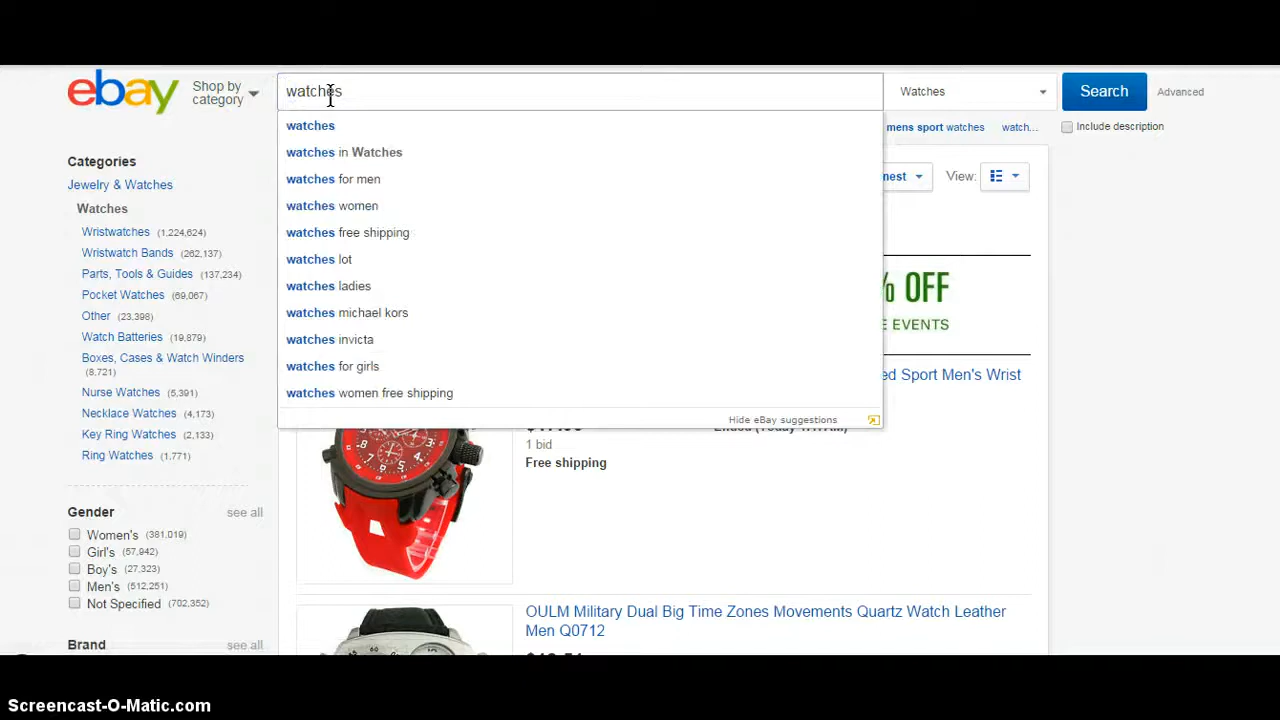 ebay
Shop by
category
watches
Watches
Search
Advanced
mens sport watches watch...
Include description
watches
watches in Watches
watches for men
watches women
watches free shipping
watches lot
watches ladies
watches michael kors
watches invicta
watches for girls
watches women free shipping
Hide eBay suggestions
Categories
Jewelry & Watches
Watches
Wristwatches (1,224,624)
Wristwatch Bands (262,137)
Parts, Tools & Guides (137,234)
Pocket Watches (69,067)
Other (23,398)
Watch Batteries (19,879)
Boxes, Cases & Watch Winders
(8,721)
Nurse Watches (5,391)
Necklace Watches (4,173)
Key Ring Watches (2,133)
Ring Watches (1,771)
Gender see all
Women's (381,019)
Girl's (57,942)
Boy's (27,323)
Men's (512,251)
Not Specified (702,352)
Brand see all
View:
% OFF
E EVENTS
ed Sport Men's Wrist
1 bid
Free shipping
OULM Military Dual Big Time Zones Movements Quartz Watch Leather
Men Q0712
Screencast-O-Matic.com